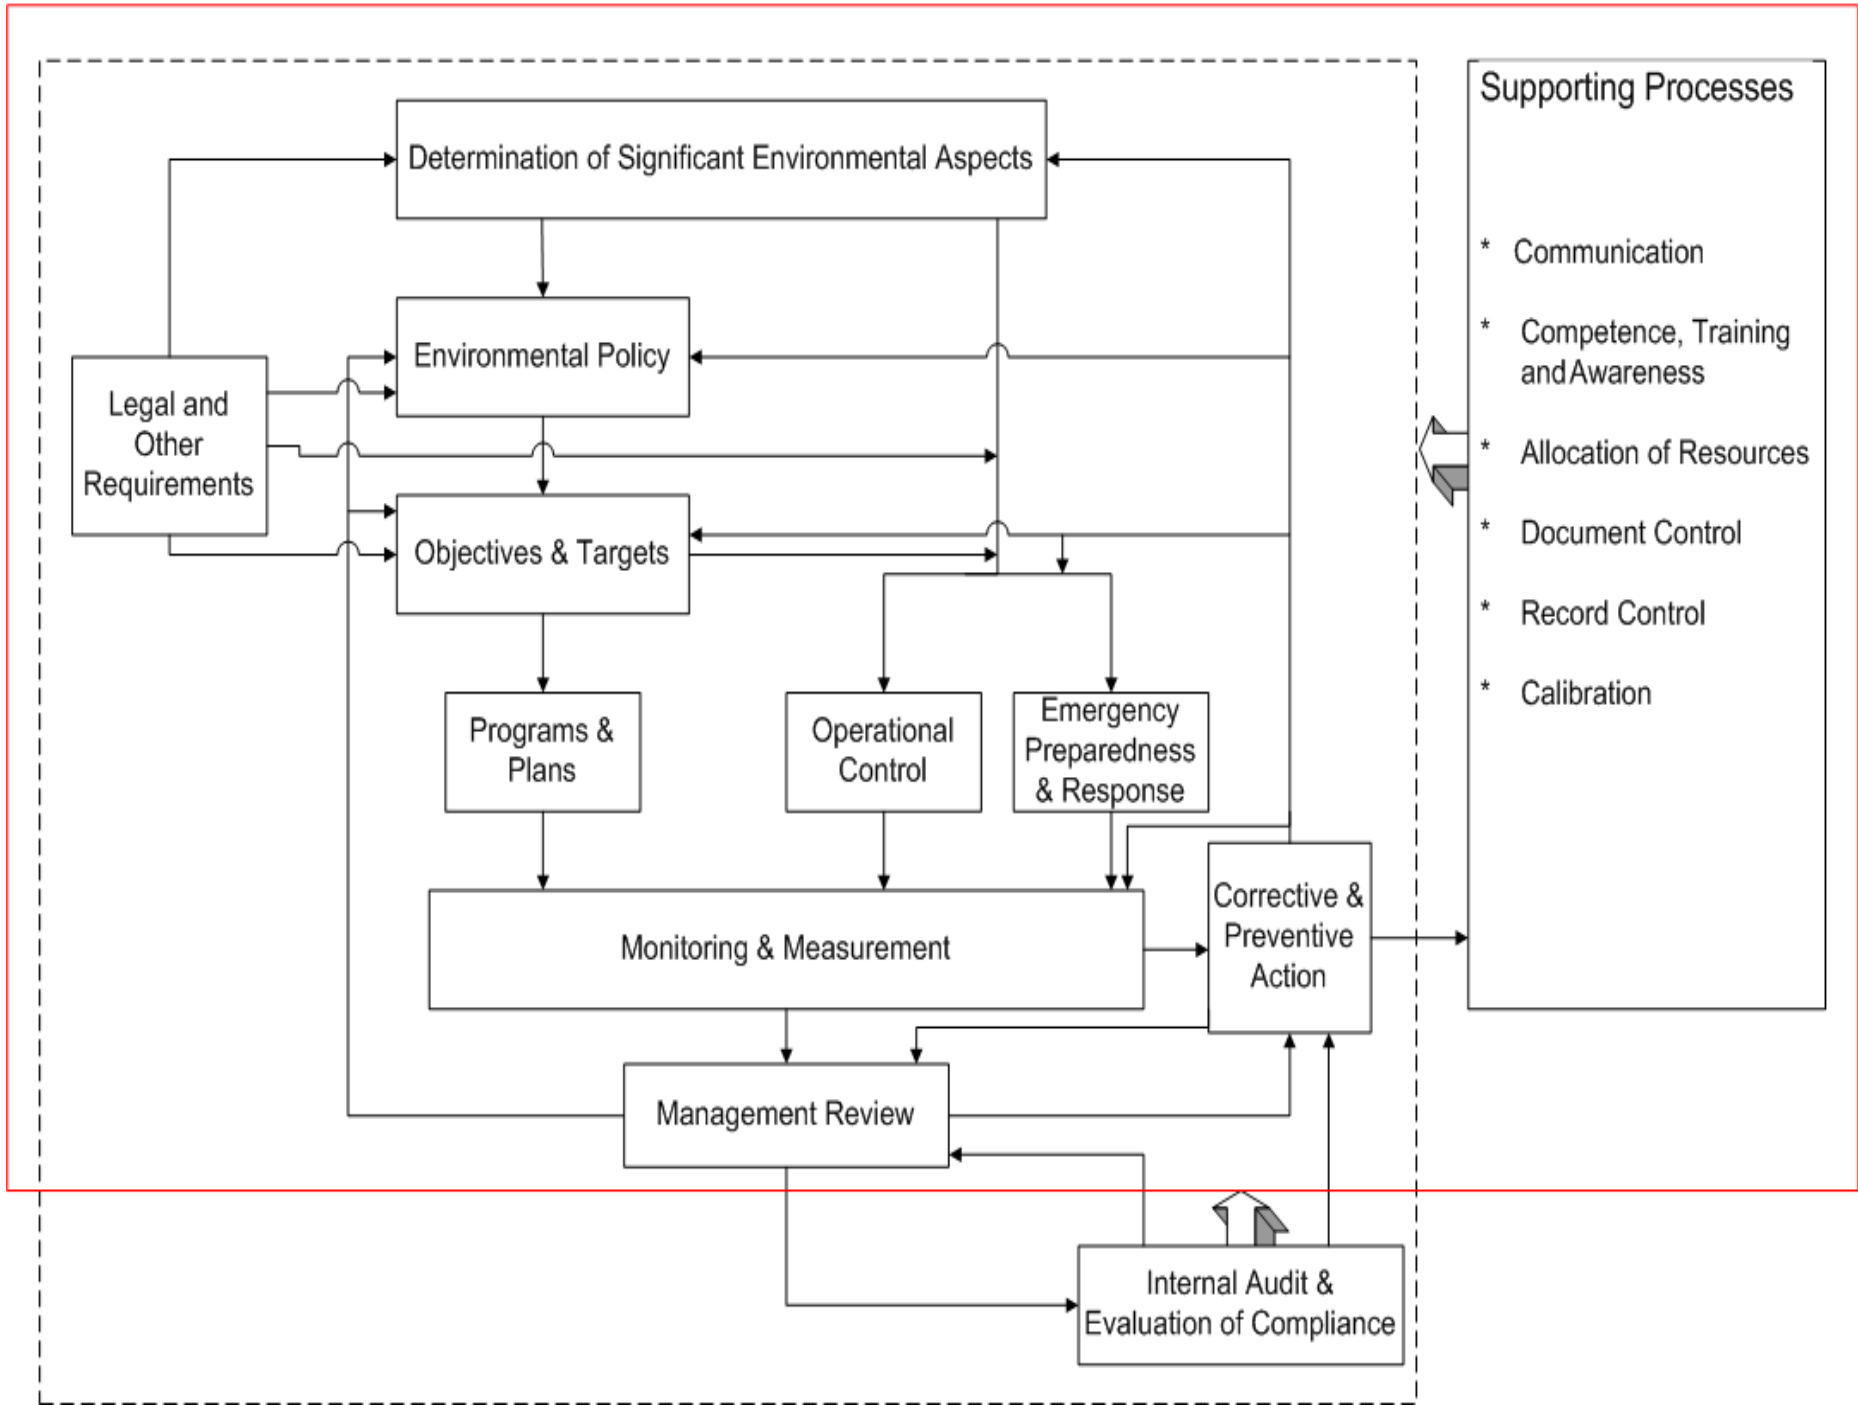 Supporting Processes
Determination of Significant Environmental Aspects
* Communication
Environmental Policy
* Competence, Training
and Awareness
Legal and
Other
Requirements
* Allocation of Resources
Objectives & Targets
* Document Control
* Record Control
* Calibration
Programs &
Plans
Operational
Control
Emergency
Preparedness
& Response
Monitoring & Measurement
Corrective &
Preventive
Action
Management Review
Internal Audit &
Evaluation of Compliance